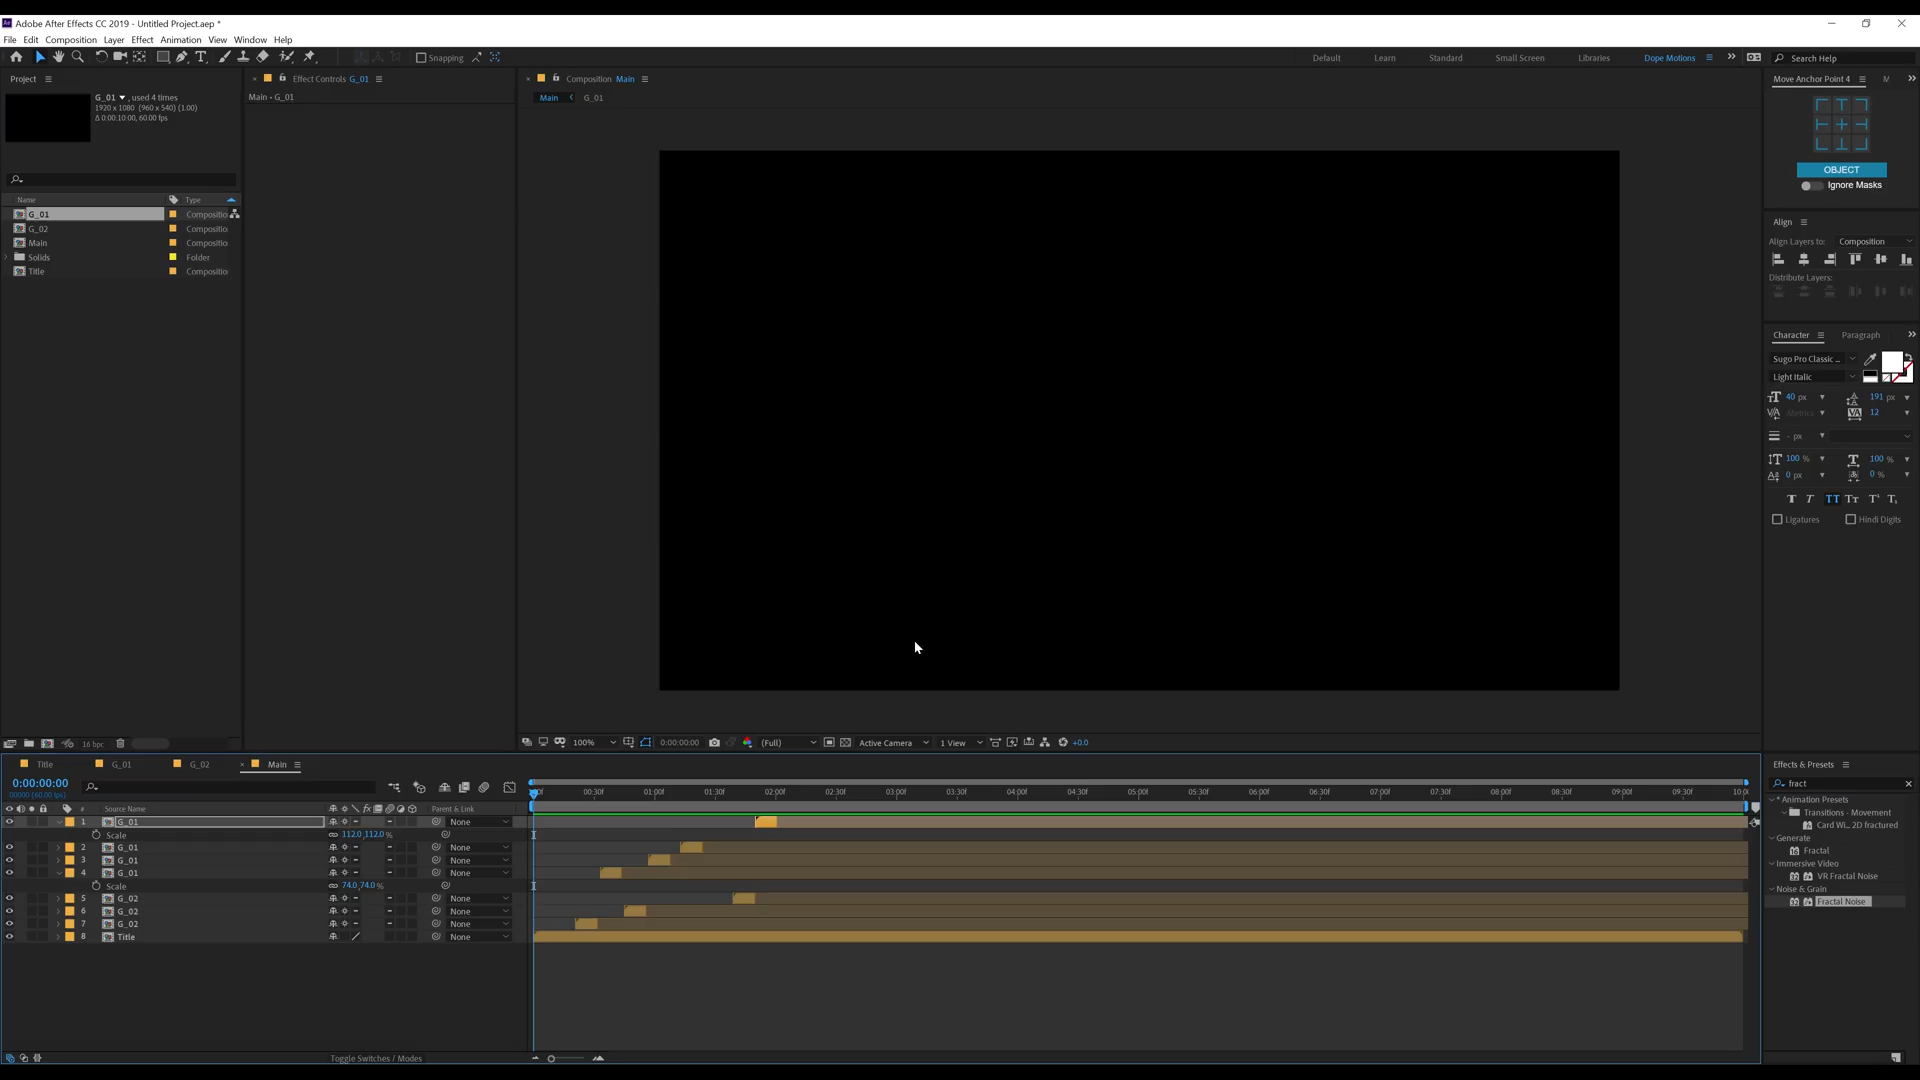 Adobe After Effects CC 2019 - Untitled Project.aep *
File Edit Composition Layer Effect Animation View Window Help
Snapping
Default Learn Standard Small Screen Libraries Dope Motions Search Help
Project
Effect Controls G_01
Composition Main
Move Anchor Point 4 M
G_01 , used 4 times
1920 x 1080 (960 x 540) (1.00)
Δ 0:00:10:00, 60.00 fps
Main - G_01
Main G_01
OBJECT
Ignore Masks
Name Type
G_01 Compositio
G_02 Compositio
Main Compositio
Solids Folder
Title Compositio
Align
Align Layers to: Composition
Distribute Layers:
Character Paragraph
Sugo Pro Classic ...
Light Italic
40 px 191 px
Metrics 12
- px
100 % 100 %
0 px 0 %
Ligatures Hindi Digits
16 bpc
100% 0:00:00:00 (Full) Active Camera 1 View +0.0
Title G_01 G_02 Main
0:00:00:00
00000 (60.00 fps)
00:30f 01:00f 01:30f 02:00f 02:30f 03:00f 03:30f 04:00f 04:30f 05:00f 05:30f 06:00f 06:30f 07:00f 07:30f 08:00f 08:30f 09:00f 09:30f
# Source Name Parent & Link
1 G_01 None
Scale 112.0,112.0 %
2 G_01 None
3 G_01 None
4 G_01 None
Scale 74.0,74.0 %
5 G_02 None
6 G_02 None
7 G_02 None
8 Title None
Toggle Switches / Modes
Effects & Presets
fract
* Animation Presets
Transitions - Movement
Card Wi... 2D fractured
Generate
Fractal
Immersive Video
VR Fractal Noise
Noise & Grain
Fractal Noise